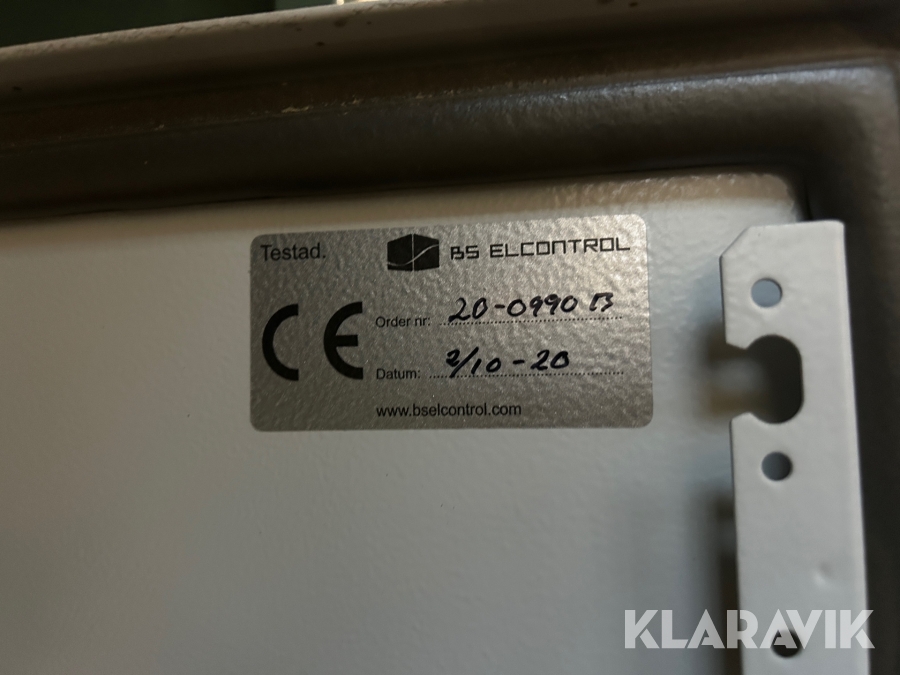 Testad. BS ELCONTROL
CE Order nr: 20-0990 B
Datum: 2/10-20
www.bselcontrol.com
KLARAVIK